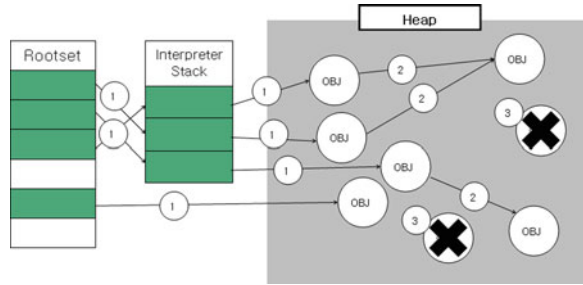 Heap
Rootset
Interpreter
Stack
1
1
1
1
1
1
2
2
2
3
3
OBJ
OBJ
OBJ
OBJ
OBJ
OBJ